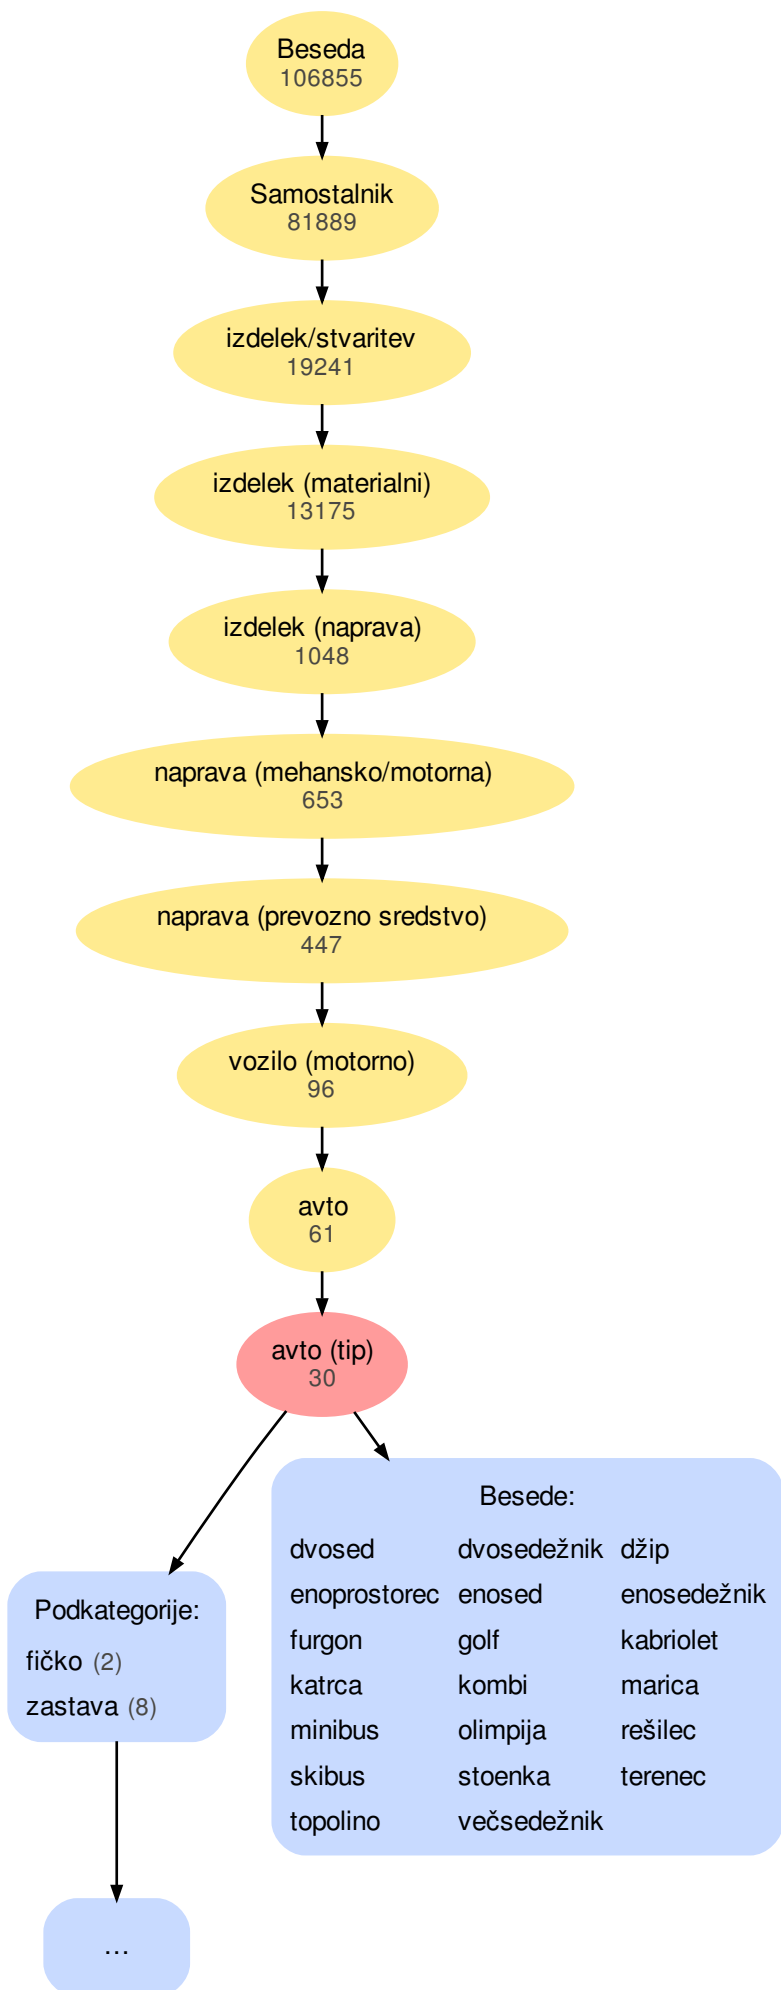 Beseda
106855
Samostalnik
81889
izdelek/stvaritev
19241
izdelek (materialni)
13175
izdelek (naprava)
1048
naprava (mehansko/motorna)
653
naprava (prevozno sredstvo)
447
vozilo (motorno)
96
avto
61
avto (tip)
30
Besede:
dvosed dvosedežnik džip
enoprostorec enosed enosedežnik
furgon golf kabriolet
katrca kombi marica
minibus olimpija rešilec
skibus stoenka terenec
topolino večsedežnik
Podkategorije:
fičko (2)
zastava (8)
...